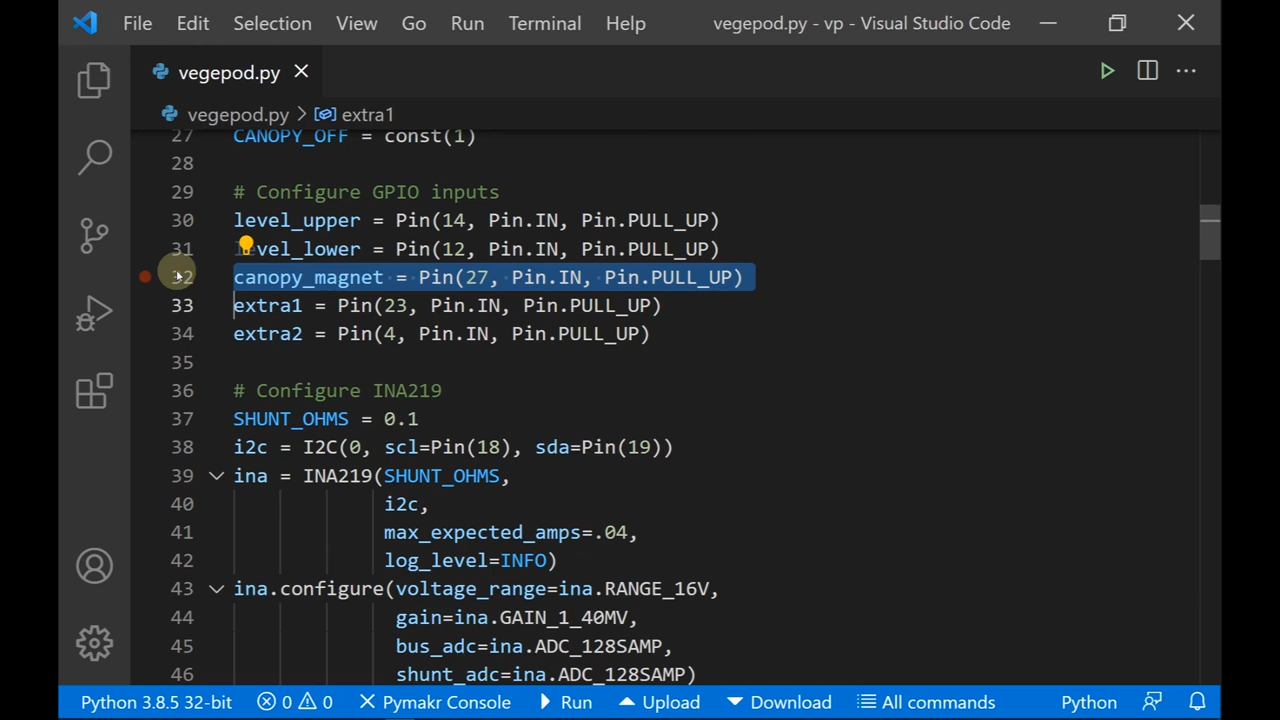 File Edit Selection View Go Run Terminal Help vegepod.py - vp - Visual Studio Code
vegepod.py
vegepod.py > extra1
27 CANOPY_OFF = const(1)
28
29 # Configure GPIO inputs
30 level_upper = Pin(14, Pin.IN, Pin.PULL_UP)
31 level_lower = Pin(12, Pin.IN, Pin.PULL_UP)
32 canopy_magnet = Pin(27, Pin.IN, Pin.PULL_UP)
33 extra1 = Pin(23, Pin.IN, Pin.PULL_UP)
34 extra2 = Pin(4, Pin.IN, Pin.PULL_UP)
35
36 # Configure INA219
37 SHUNT_OHMS = 0.1
38 i2c = I2C(0, scl=Pin(18), sda=Pin(19))
39 ina = INA219(SHUNT_OHMS,
40 i2c,
41 max_expected_amps=.04,
42 log_level=INFO)
43 ina.configure(voltage_range=ina.RANGE_16V,
44 gain=ina.GAIN_1_40MV,
45 bus_adc=ina.ADC_128SAMP,
46 shunt_adc=ina.ADC_128SAMP)
Python 3.8.5 32-bit 0 0 Pymakr Console Run Upload Download All commands Python